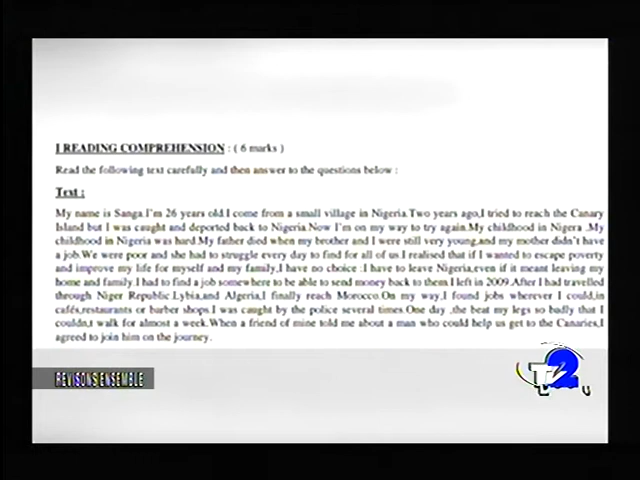 I READING COMPREHENSION : ( 6 marks )
Read the following text carefully and then answer to the questions below :
Text :
My name is Sanga.I'm 26 years old.I come from a small village in Nigeria.Two years ago,I tried to reach the Canary
Island but I was caught and deported back to Nigeria.Now I'm on my way to try again.My childhood in Nigera .My
childhood in Nigeria was hard.My father died when my brother and I were still very young,and my mother didn't have
a job.We were poor and she had to struggle every day to find for all of us.I realised that if I wanted to escape poverty
and improve my life for myself and my family,I have no choice :I have to leave Nigeria,even if it meant leaving my
home and family.I had to find a job somewhere to be able to send money back to them.I left in 2009.After I had travelled
through Niger Republic,Lybia,and Algeria,I finally reach Morocco.On my way,I found jobs wherever I could,in
cafés,restaurants or barber shops.I was caught by the police several times.One day ,the beat my legs so badly that I
couldn,t walk for almost a week.When a friend of mine told me about a man who could help us get to the Canaries,I
agreed to join him on the journey.
REVISONS ENSEMBLE